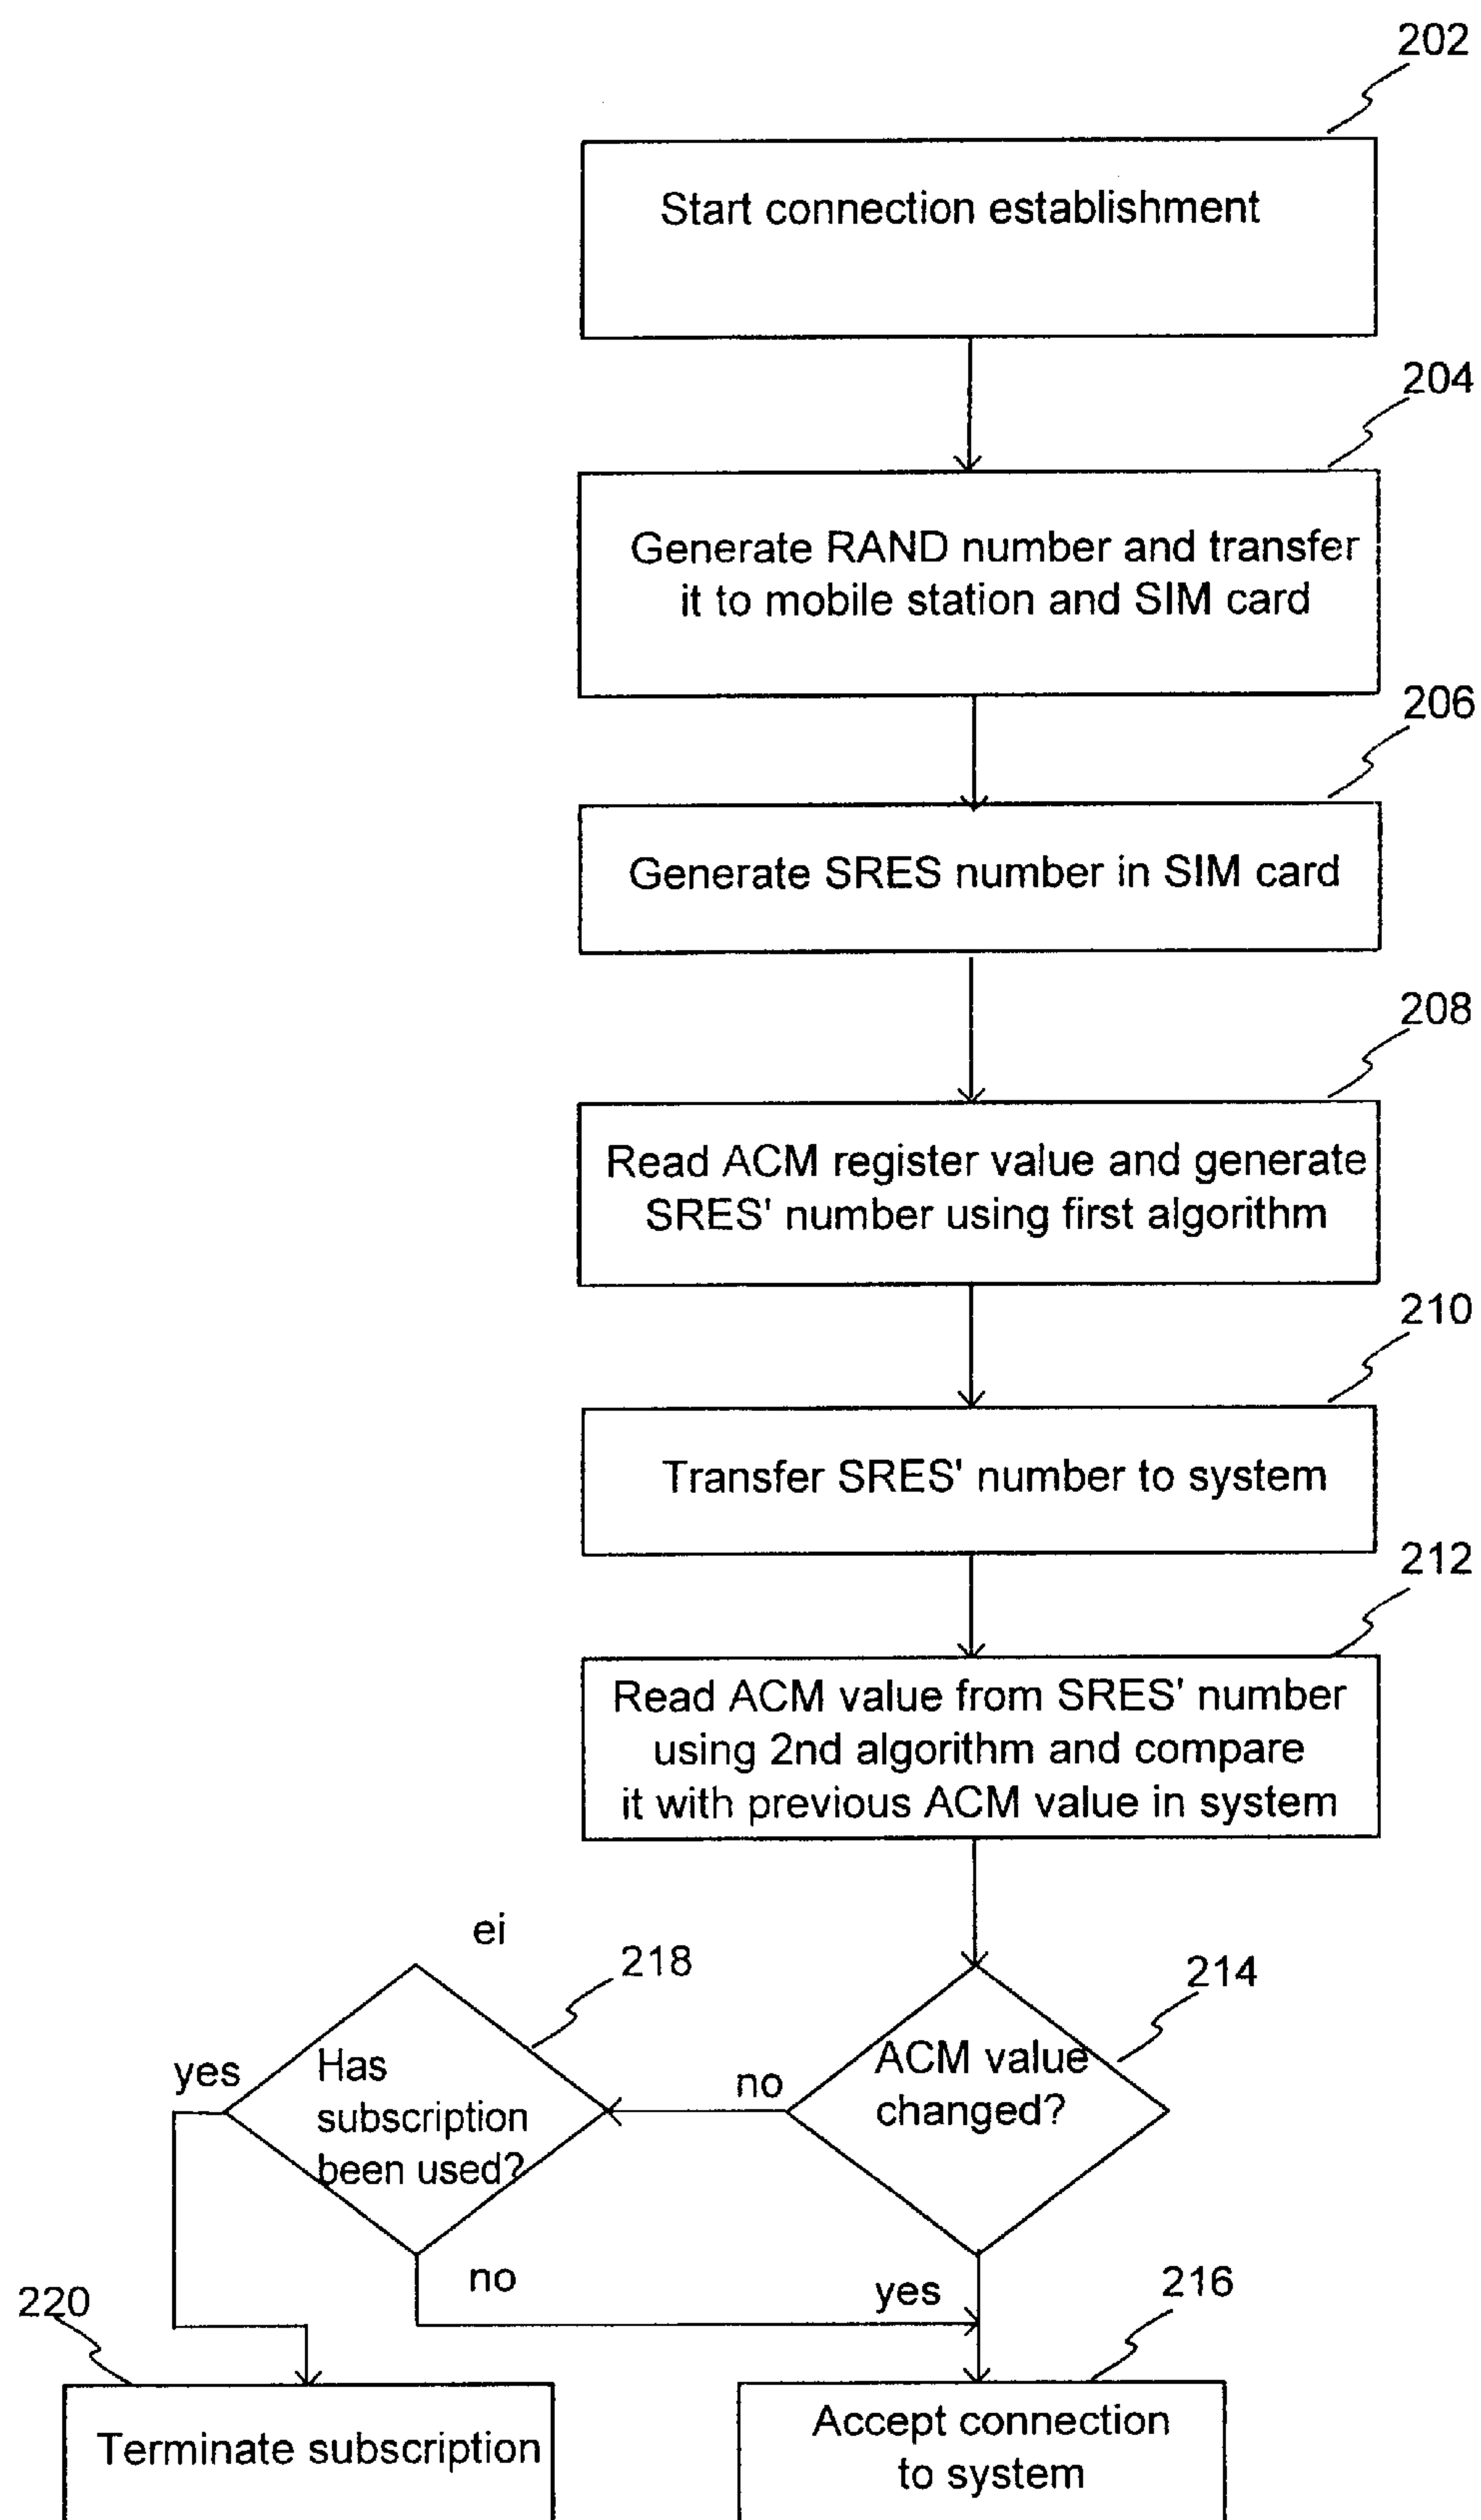 202
Start connection establishment
204
Generate RAND number and transfer
it to mobile station and SIM card
206
Generate SRES number in SIM card
208
Read ACM register value and generate
SRES' number using first algorithm
210
Transfer SRES' number to system
212
Read ACM value from SRES' number
using 2nd algorithm and compare
it with previous ACM value in system
ei
218
214
yes
Has
subscription
been used?
no
ACM value
changed?
no
yes
220
216
Terminate subscription
Accept connection
to system